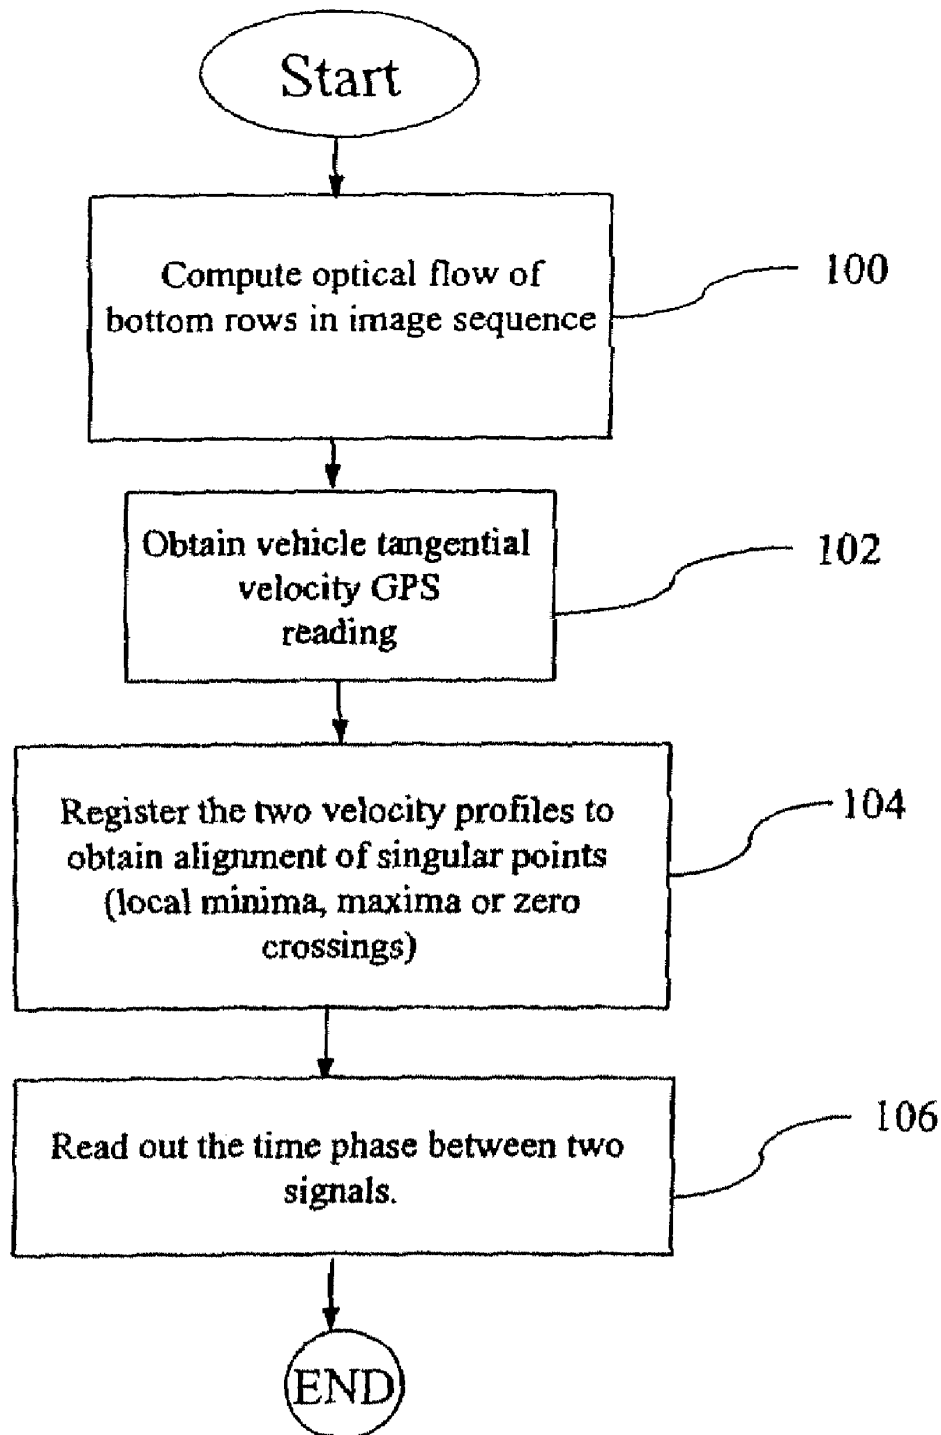 Start
Compute optical flow of
bottom rows in image sequence
100
Obtain vehicle tangential
velocity GPS
reading
102
Register the two velocity profiles to
obtain alignment of singular points
(local minima, maxima or zero
crossings)
104
Read out the time phase between two
signals.
106
END